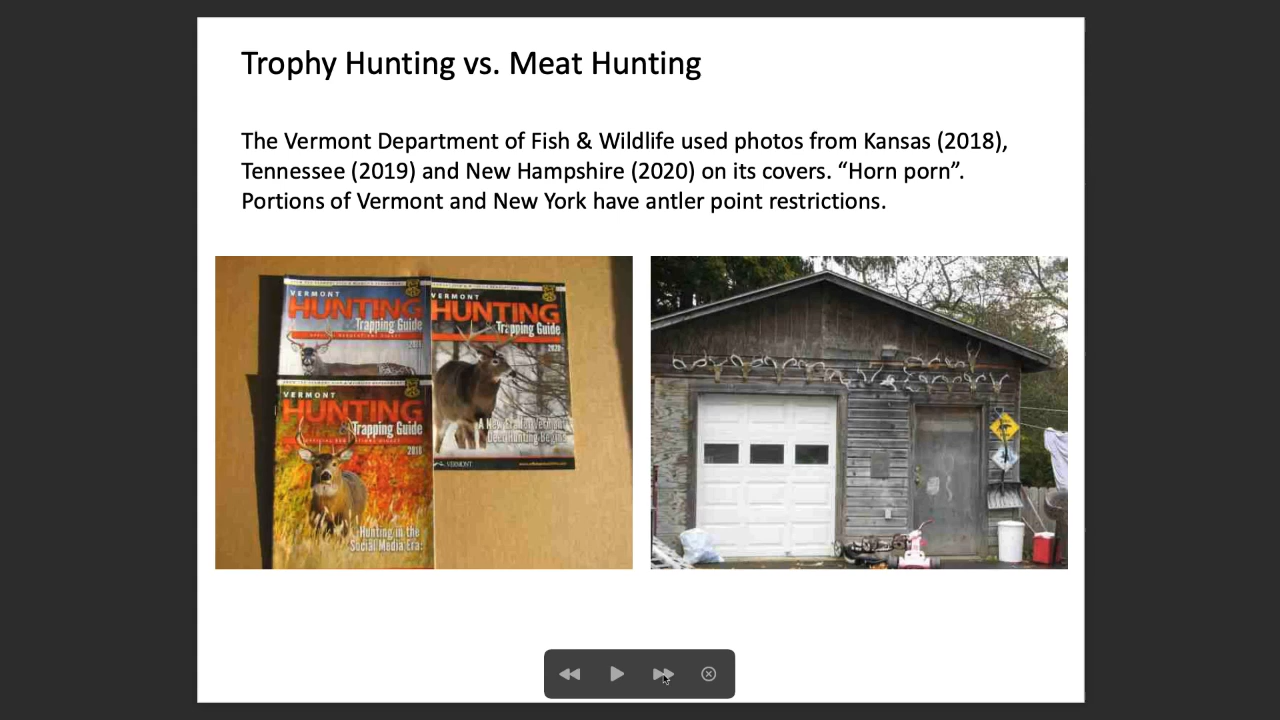 Trophy Hunting vs. Meat Hunting
The Vermont Department of Fish & Wildlife used photos from Kansas (2018),
Tennessee (2019) and New Hampshire (2020) on its covers. “Horn porn”.
Portions of Vermont and New York have antler point restrictions.
VERMONT
HUNTING
Trapping Guide
VERMONT
HUNTING
Trapping Guide
2020
A New Era for Vermont
Deer Hunting Begins
VERMONT
VERMONT
HUNTING
Trapping Guide
Hunting in the
Social Media Era: